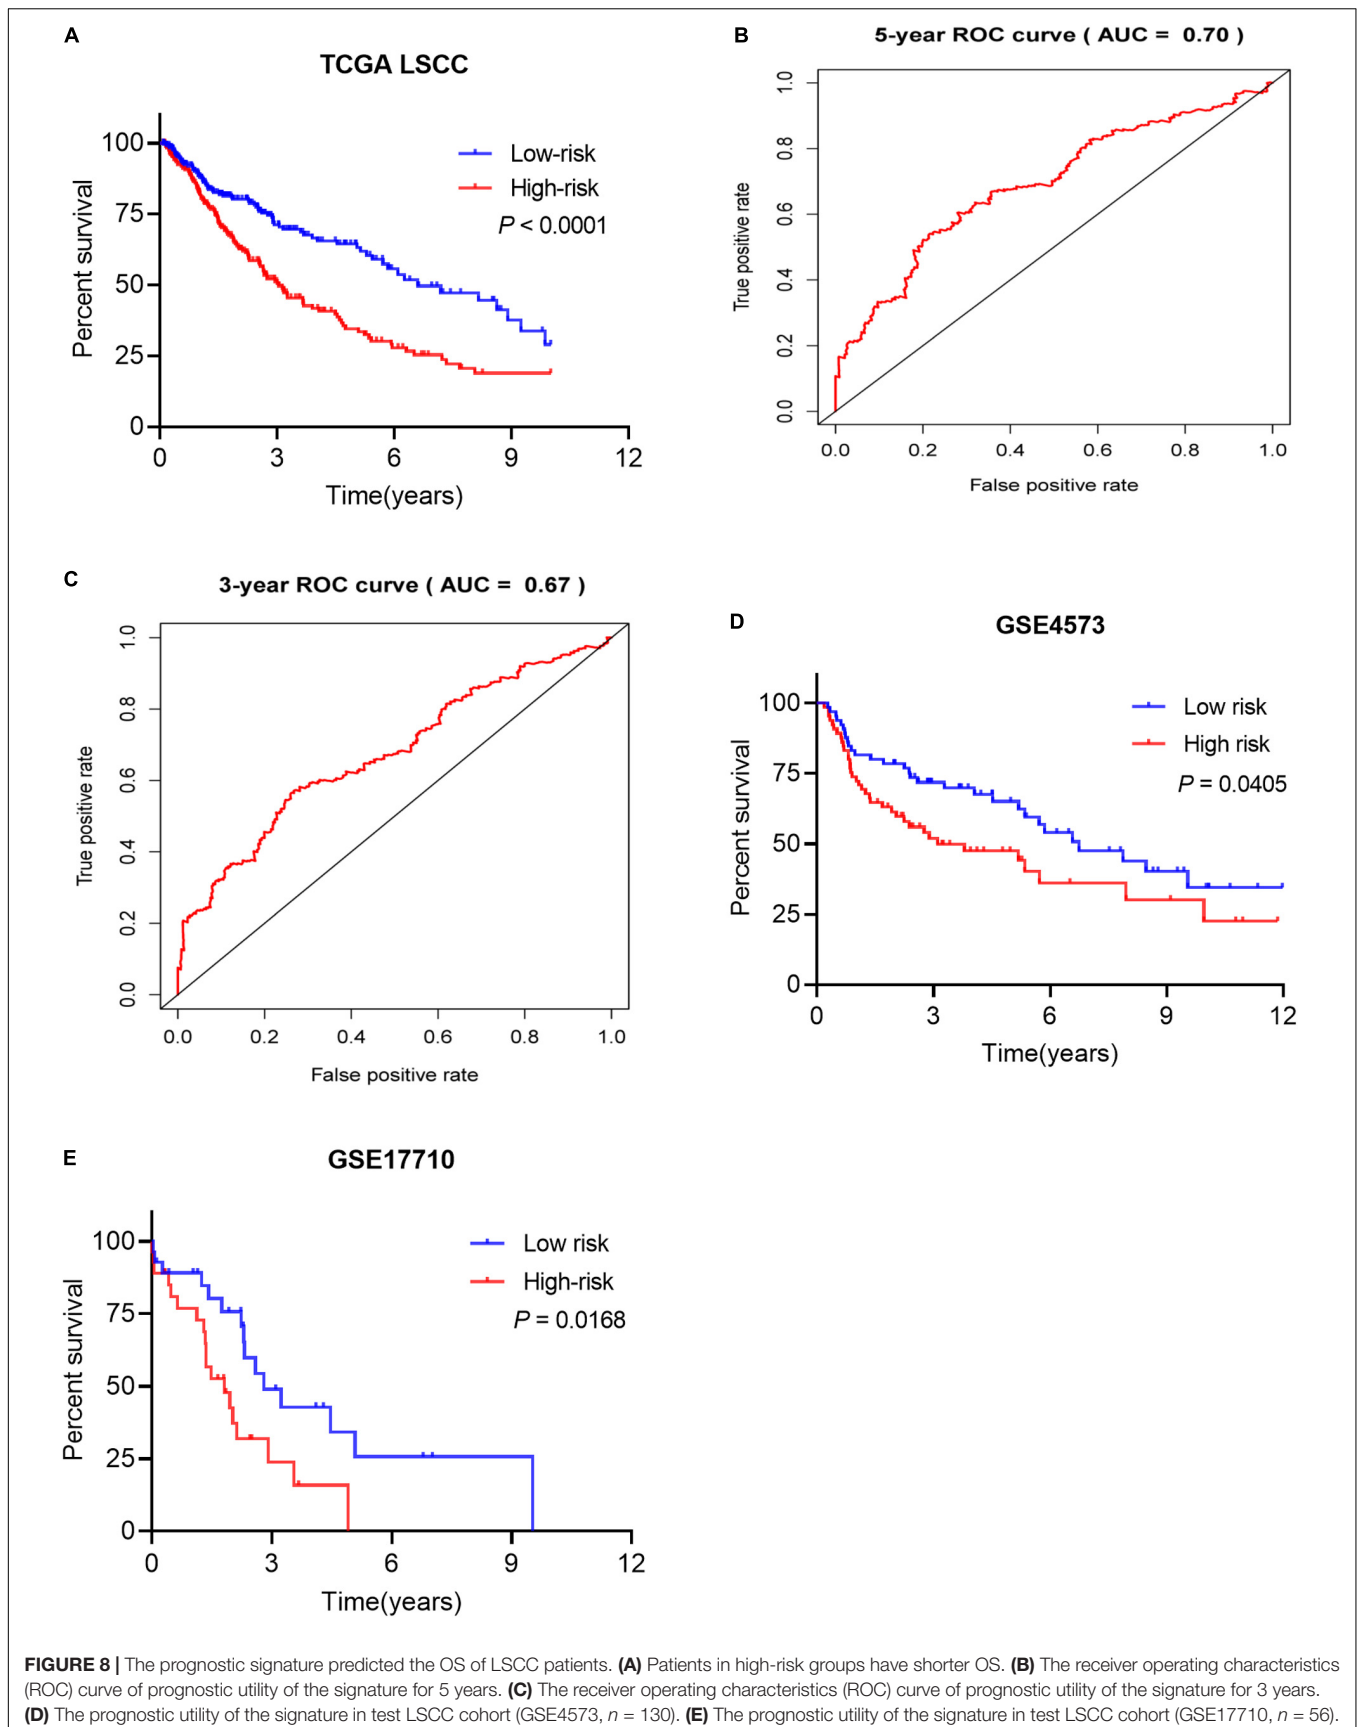 A
TCGA LSCC
Percent survival
100
75
50
25
0
0 3 6 9 12
Time(years)
Low-risk
High-risk
P < 0.0001
B
5-year ROC curve ( AUC = 0.70 )
True positive rate
1.0
0.8
0.6
0.4
0.2
0.0
0.0 0.2 0.4 0.6 0.8 1.0
False positive rate
C
3-year ROC curve ( AUC = 0.67 )
True positive rate
1.0
0.8
0.6
0.4
0.2
0.0
0.0 0.2 0.4 0.6 0.8 1.0
False positive rate
D
GSE4573
Percent survival
100
75
50
25
0
0 3 6 9 12
Time(years)
Low risk
High risk
P = 0.0405
E
GSE17710
Percent survival
100
75
50
25
0
0 3 6 9 12
Time(years)
Low risk
High-risk
P = 0.0168
FIGURE 8 | The prognostic signature predicted the OS of LSCC patients. (A) Patients in high-risk groups have shorter OS. (B) The receiver operating characteristics
(ROC) curve of prognostic utility of the signature for 5 years. (C) The receiver operating characteristics (ROC) curve of prognostic utility of the signature for 3 years.
(D) The prognostic utility of the signature in test LSCC cohort (GSE4573, n = 130). (E) The prognostic utility of the signature in test LSCC cohort (GSE17710, n = 56).